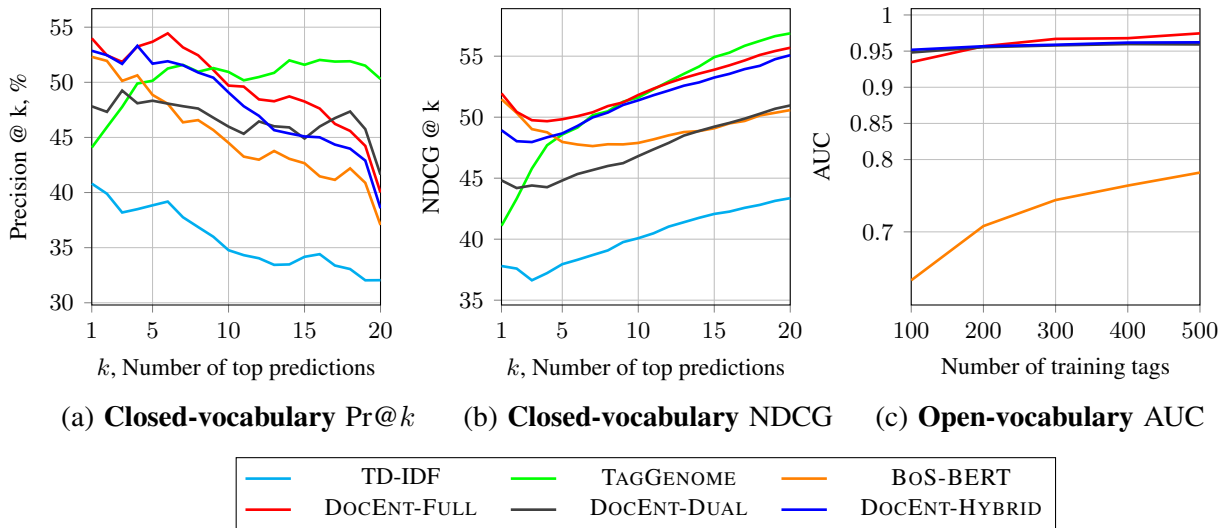 55
50
45
40
35
30
Precision @ k, %
1
5
10
15
20
k, Number of top predictions
(a) Closed-vocabulary Pr@k
55
50
45
40
35
NDCG @ k
1
5
10
15
20
k, Number of top predictions
(b) Closed-vocabulary NDCG
1
0.95
0.9
0.85
0.8
0.7
AUC
100
200
300
400
500
Number of training tags
(c) Open-vocabulary AUC
TD-IDF
TAGGENOME
BOS-BERT
DOCENT-FULL
DOCENT-DUAL
DOCENT-HYBRID